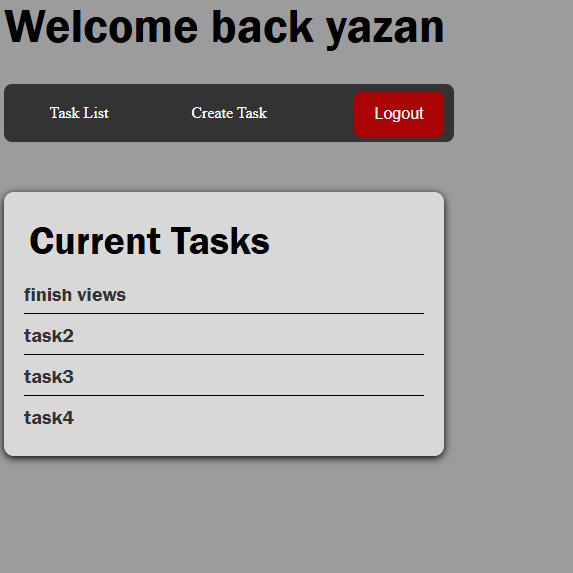 Welcome back yazan
Task List Create Task Logout
Current Tasks
finish views
task2
task3
task4